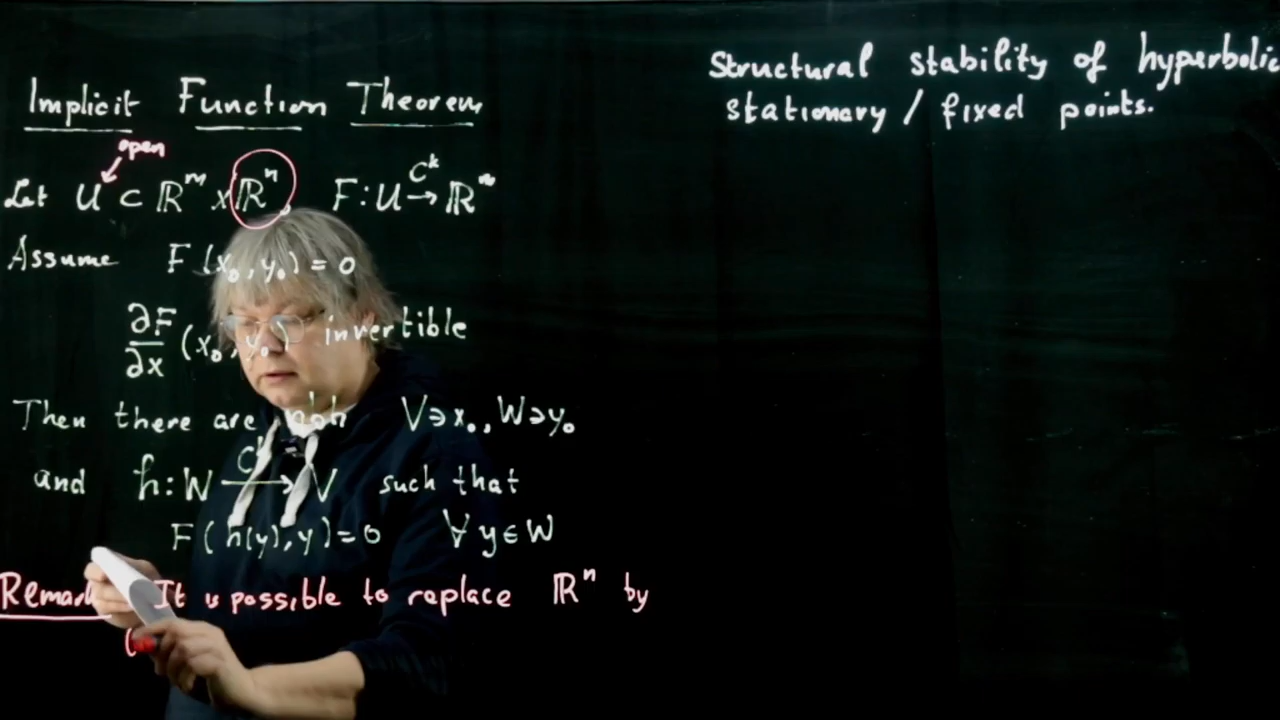 Implicit Function Theorem
open
Let U ⊂ ℝᵐ × ℝⁿ, F : U →
Cᵏ
ℝᵐ
Assume F (x₀, y₀) = 0
∂F/∂x (x₀, y₀) invertible
Then there are nbh V ∋ x₀, W ∋ y₀
and h : W → V such that
F ( h(y), y ) = 0 ∀ y ∈ W
Remark It is possible to replace ℝⁿ by
Structural stability of hyperbolic
stationary / fixed points.